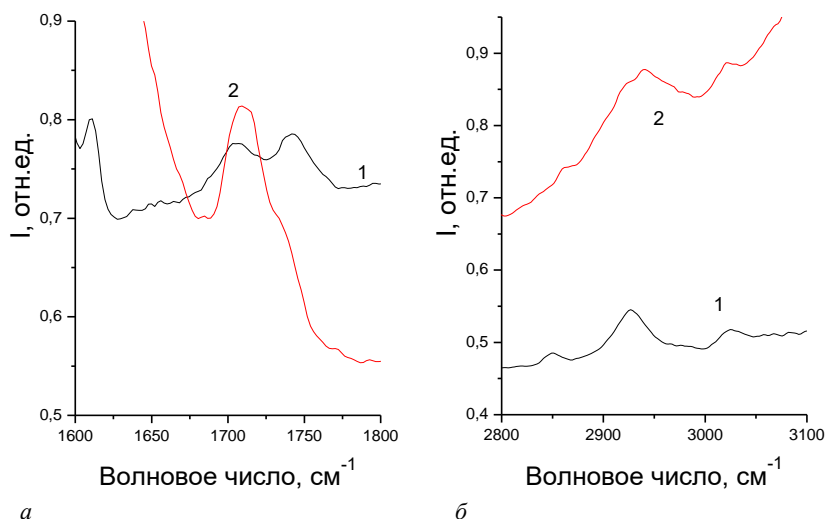 0,9
0,8
0,7
0,6
0,5
I, отн.ед.
2
1
1600 1650 1700 1750 1800
Волновое число, см⁻¹
а
0,9
0,8
0,7
0,6
0,5
0,4
I, отн.ед.
2
1
2800 2900 3000 3100
Волновое число, см⁻¹
б